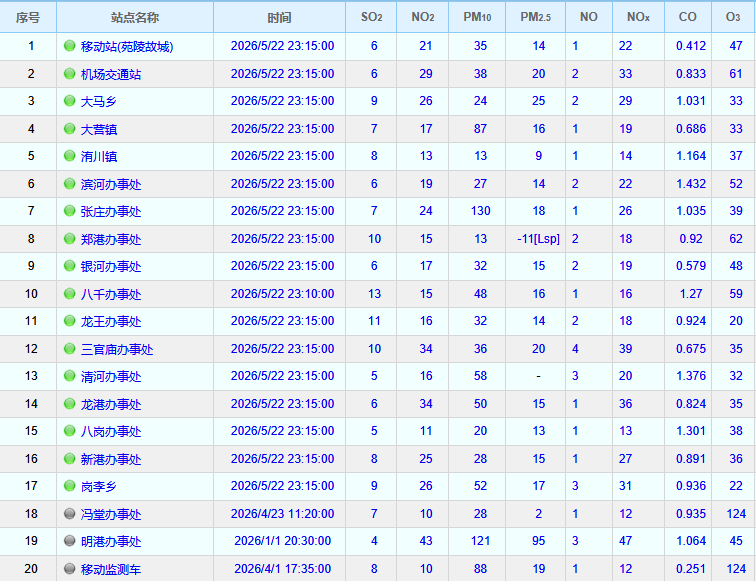 序号 站点名称 时间 SO2 NO2 PM10 PM2.5 NO NOx CO O3
1 移动站(苑陵故城) 2026/5/22 23:15:00 6 21 35 14 1 22 0.412 47
2 机场交通站 2026/5/22 23:15:00 6 29 38 20 2 33 0.833 61
3 大马乡 2026/5/22 23:15:00 9 26 24 25 2 29 1.031 33
4 大营镇 2026/5/22 23:15:00 7 17 87 16 1 19 0.686 33
5 洧川镇 2026/5/22 23:15:00 8 13 13 9 1 14 1.164 37
6 滨河办事处 2026/5/22 23:15:00 6 19 27 14 2 22 1.432 52
7 张庄办事处 2026/5/22 23:15:00 7 24 130 18 1 26 1.035 39
8 郑港办事处 2026/5/22 23:15:00 10 15 13 -11[Lsp] 2 18 0.92 62
9 银河办事处 2026/5/22 23:15:00 6 17 32 15 2 19 0.579 48
10 八千办事处 2026/5/22 23:10:00 13 15 48 16 1 16 1.27 59
11 龙王办事处 2026/5/22 23:15:00 11 16 32 14 2 18 0.924 20
12 三官庙办事处 2026/5/22 23:15:00 10 34 36 20 4 39 0.675 35
13 清河办事处 2026/5/22 23:15:00 5 16 58 - 3 20 1.376 32
14 龙港办事处 2026/5/22 23:15:00 6 34 50 15 1 36 0.824 35
15 八岗办事处 2026/5/22 23:15:00 5 11 20 13 1 13 1.301 38
16 新港办事处 2026/5/22 23:15:00 8 25 28 15 1 27 0.891 36
17 岗李乡 2026/5/22 23:15:00 9 26 52 17 3 31 0.936 22
18 冯堂办事处 2026/4/23 11:20:00 7 10 28 2 1 12 0.935 124
19 明港办事处 2026/1/1 20:30:00 4 43 121 95 3 47 1.064 45
20 移动监测车 2026/4/1 17:35:00 8 10 88 19 1 12 0.251 124